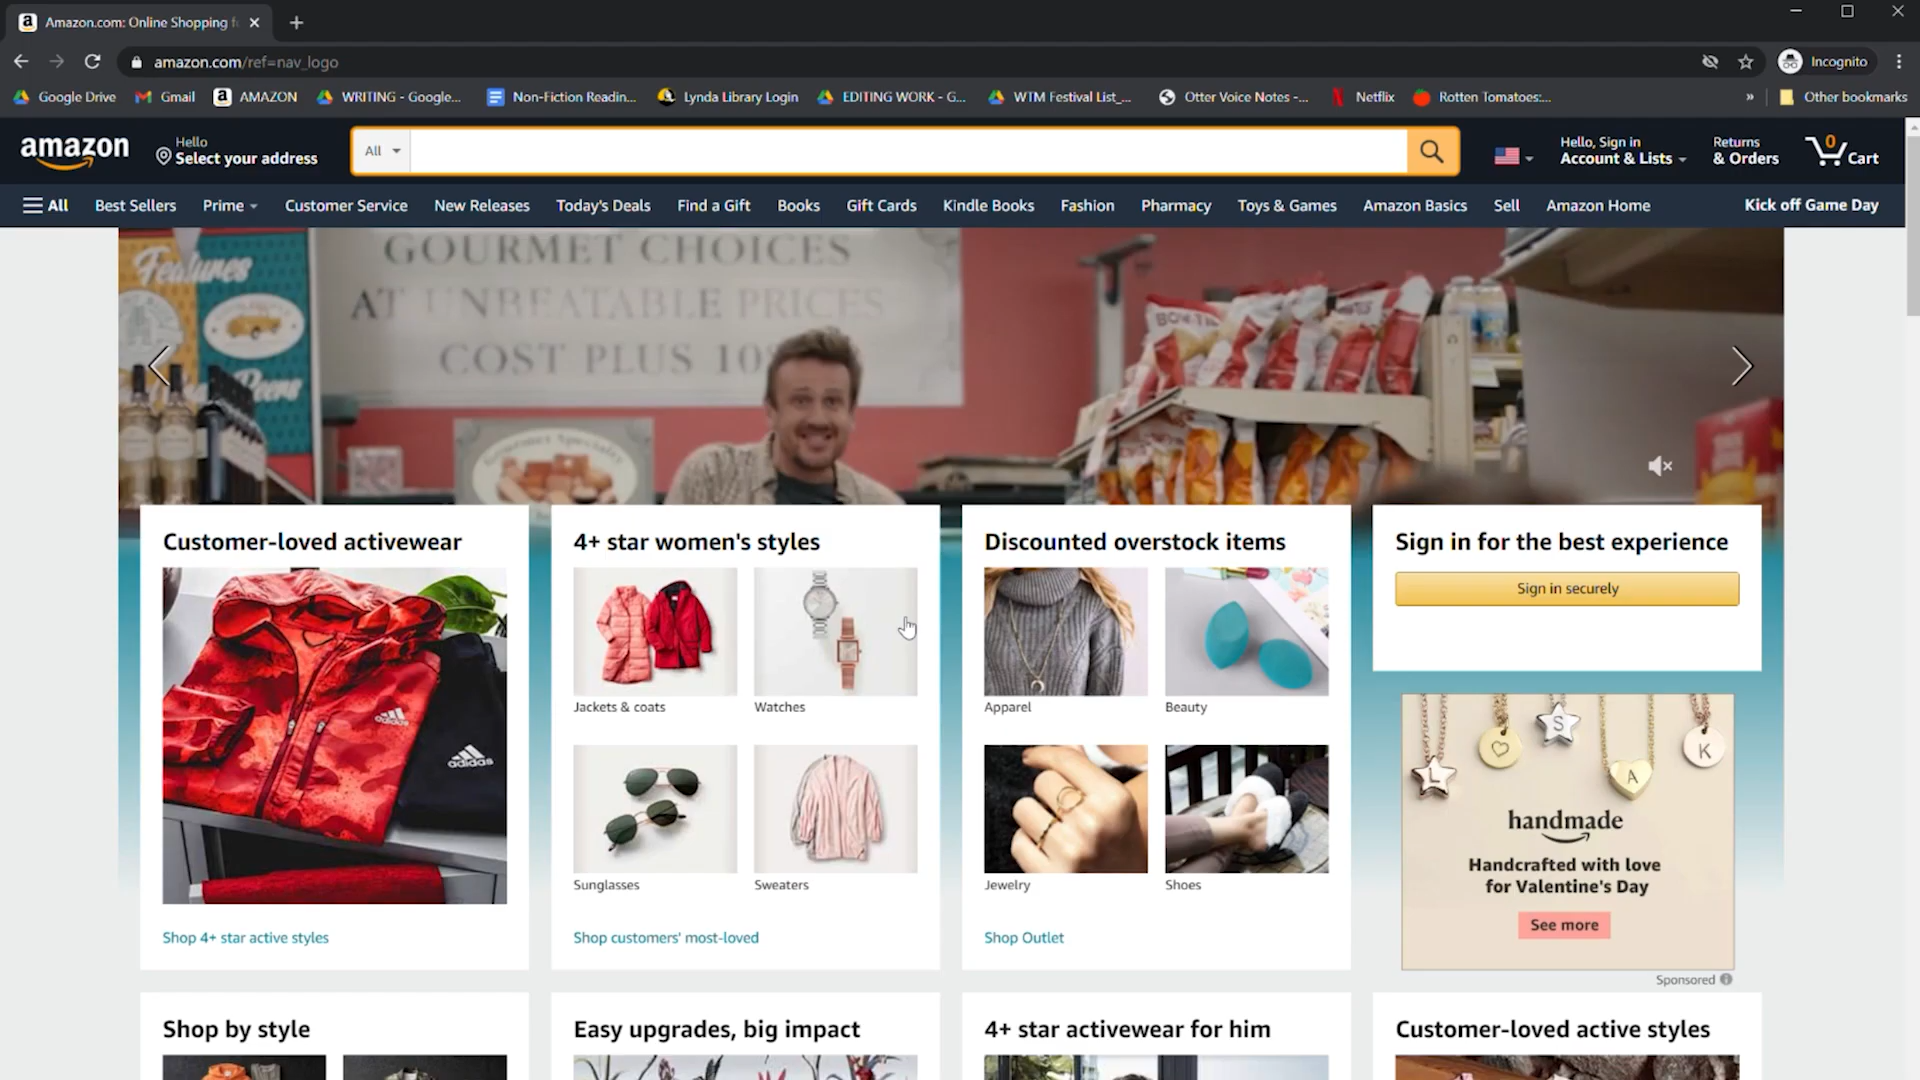 Amazon.com: Online Shopping f
amazon.com/ref=nav_logo
Incognito
Google Drive
Gmail
AMAZON
WRITING - Google...
Non-Fiction Readin...
Lynda Library Login
EDITING WORK - G...
WTM Festival List_...
Otter Voice Notes -...
Netflix
Rotten Tomatoes:...
»
Other bookmarks
amazon
Hello
Select your address
All
Hello, Sign in
Account & Lists
Returns
& Orders
0
Cart
All
Best Sellers
Prime
Customer Service
New Releases
Today's Deals
Find a Gift
Books
Gift Cards
Kindle Books
Fashion
Pharmacy
Toys & Games
Amazon Basics
Sell
Amazon Home
Kick off Game Day
Features
GOURMET CHOICES
AT UNBEATABLE PRICES
COST PLUS 10
Customer-loved activewear
adidas
adidas
Shop 4+ star active styles
4+ star women's styles
Jackets & coats
Watches
Sunglasses
Sweaters
Shop customers' most-loved
Discounted overstock items
Apparel
Beauty
Jewelry
Shoes
Shop Outlet
Sign in for the best experience
Sign in securely
L
S
A
K
handmade
Handcrafted with love
for Valentine's Day
See more
Sponsored
Shop by style
Easy upgrades, big impact
4+ star activewear for him
Customer-loved active styles